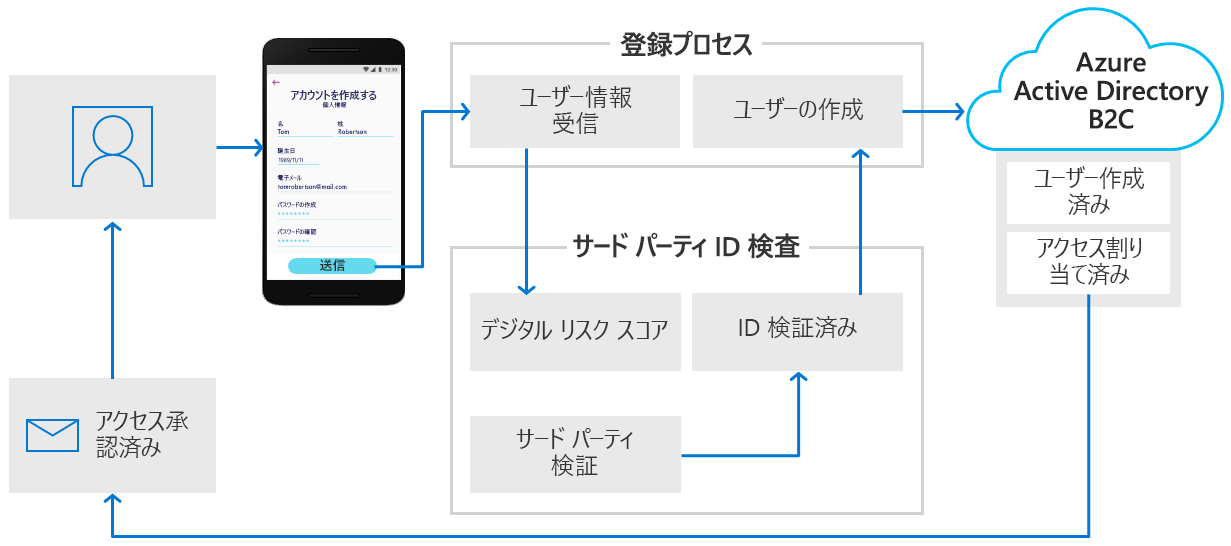 12:09
アカウントを作成する
個人情報
名
姓
Tom
Robertson
誕生日
1989/11/11
電子メール
tomrobertson@mail.com
パスワードの作成
********
パスワードの確認
********
送信
登録プロセス
ユーザー情報
受信
ユーザーの作成
Azure
Active Directory
B2C
ユーザー作成
済み
アクセス割り
当て済み
サード パーティ ID 検査
デジタル リスク スコア
ID 検証済み
サード パーティ
検証
アクセス承
認済み